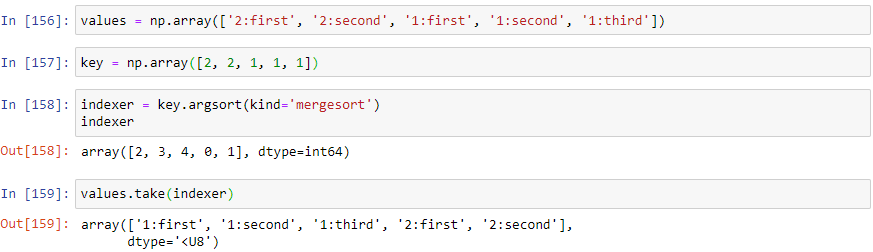 In [156]: values = np.array(['2:first', '2:second', '1:first', '1:second', '1:third'])
In [157]: key = np.array([2, 2, 1, 1, 1])
In [158]: indexer = key.argsort(kind='mergesort')
indexer
Out[158]: array([2, 3, 4, 0, 1], dtype=int64)
In [159]: values.take(indexer)
Out[159]: array(['1:first', '1:second', '1:third', '2:first', '2:second'],
dtype='<U8')